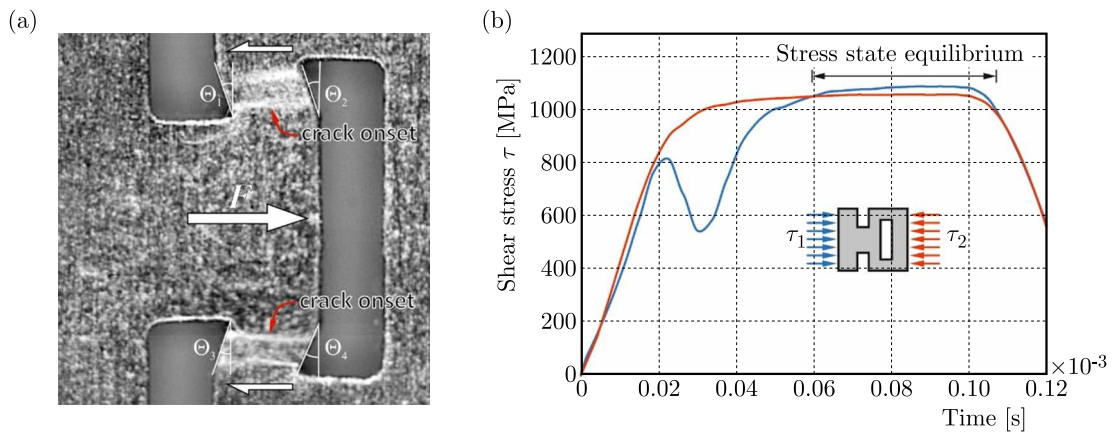 (a)
Θ1
Θ2
crack onset
F
crack onset
Θ3
Θ4
(b)
Shear stress τ [MPa]
1200
1000
800
600
400
200
0
Stress state equilibrium
τ1
τ2
0
0.02
0.04
0.06
0.08
0.10
0.12
×10-3
Time [s]